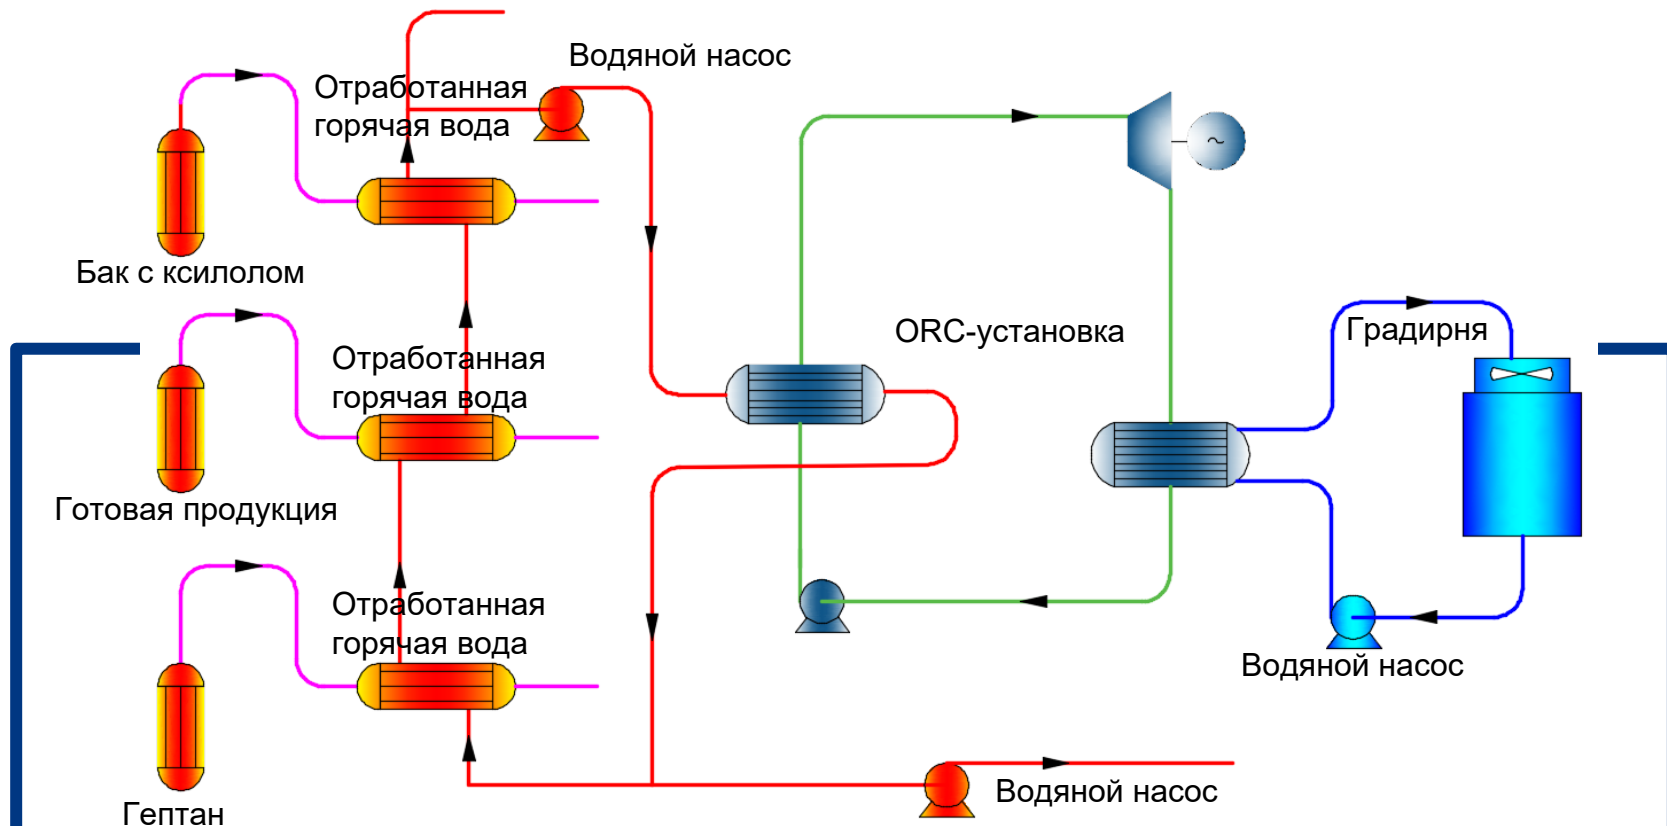 Водяной насос
Отработанная
горячая вода
Бак с ксилолом
Отработанная
горячая вода
ORC-установка
Градирня
Готовая продукция
Отработанная
горячая вода
Водяной насос
Водяной насос
Гептан